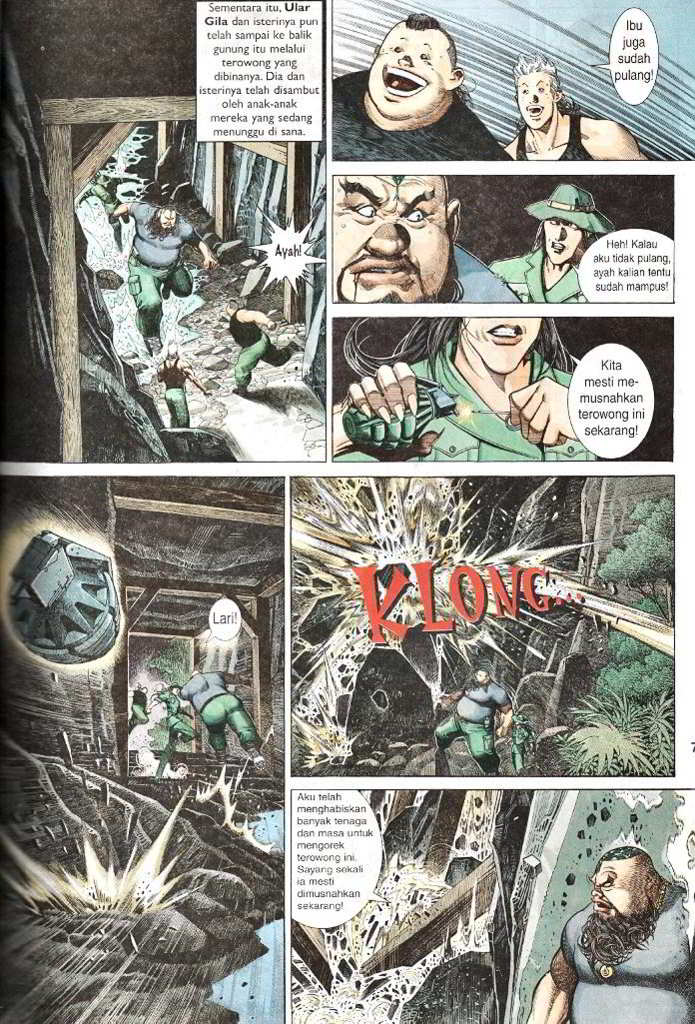 Sementara itu, Ular
Gila dan isterinya pun
telah sampai ke balik
gunung itu melalui
terowong yang
dibinanya. Dia dan
isterinya telah disambut
oleh anak-anak
mereka yang sedang
menunggu di sana.
Ayah!
Ibu
juga
sudah
pulang!
Heh! Kalau
aku tidak pulang,
ayah kalian tentu
sudah mampus!
Kita
mesti me-
musnahkan
terowong ini
sekarang!
Lari!
KLONG...
7
Aku telah
menghabiskan
banyak tenaga
dan masa untuk
mengorek
terowong ini.
Sayang sekali
ia mesti
dimusnahkan
sekarang!